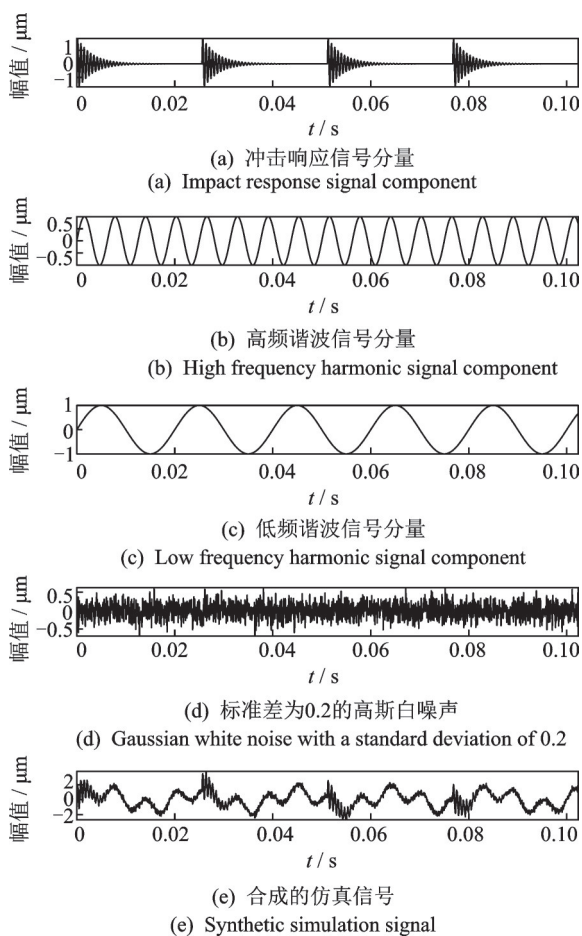 幅值 / μm
1
0
−1
0 0.02 0.04 0.06 0.08 0.10
t / s
(a) 冲击响应信号分量
(a) Impact response signal component
幅值 / μm
0.5
0
−0.5
0 0.02 0.04 0.06 0.08 0.10
t / s
(b) 高频谐波信号分量
(b) High frequency harmonic signal component
幅值 / μm
1
0
−1
0 0.02 0.04 0.06 0.08 0.10
t / s
(c) 低频谐波信号分量
(c) Low frequency harmonic signal component
幅值 / μm
0.5
0
−0.5
0 0.02 0.04 0.06 0.08 0.10
t / s
(d) 标准差为0.2的高斯白噪声
(d) Gaussian white noise with a standard deviation of 0.2
幅值 / μm
2
0
−2
0 0.02 0.04 0.06 0.08 0.10
t / s
(e) 合成的仿真信号
(e) Synthetic simulation signal